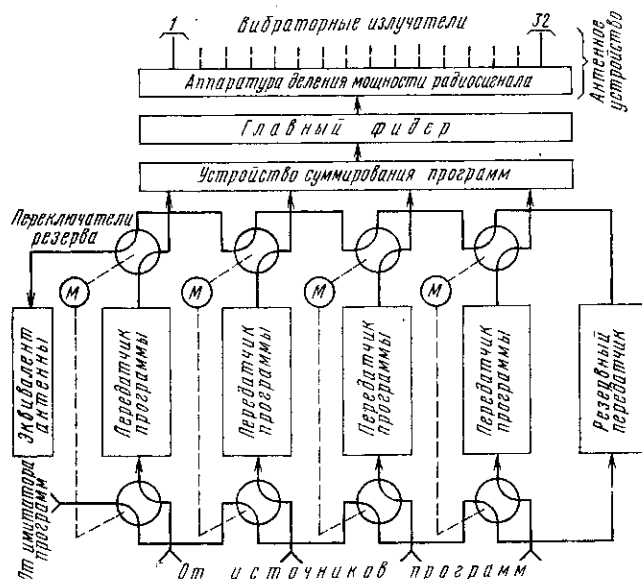 1 Вибраторные излучатели 32
Аппаратура деления мощности радиосигнала
Антенное
устройство
Главный фидер
Устройство суммирования программ
Переключатели
резерва
М
М
М
М
Эквивалент
антенны
Передатчик
программы
Передатчик
программы
Передатчик
программы
Передатчик
программы
Резервный
передатчик
От имитатора
программ
От источников программ